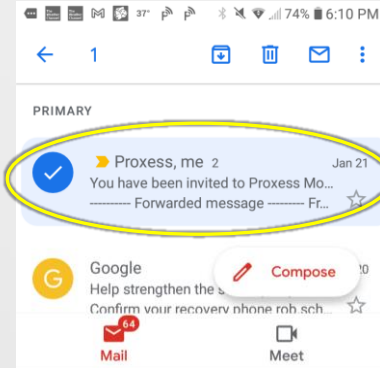 37° 74% 6:10 PM
1
PRIMARY
Proxess, me 2 Jan 21
You have been invited to Proxess Mo...
---------- Forwarded message --------- Fr...
Google 20
Help strengthen the s
Compose
Confirm your recovery phone rob sch...
64
Mail Meet